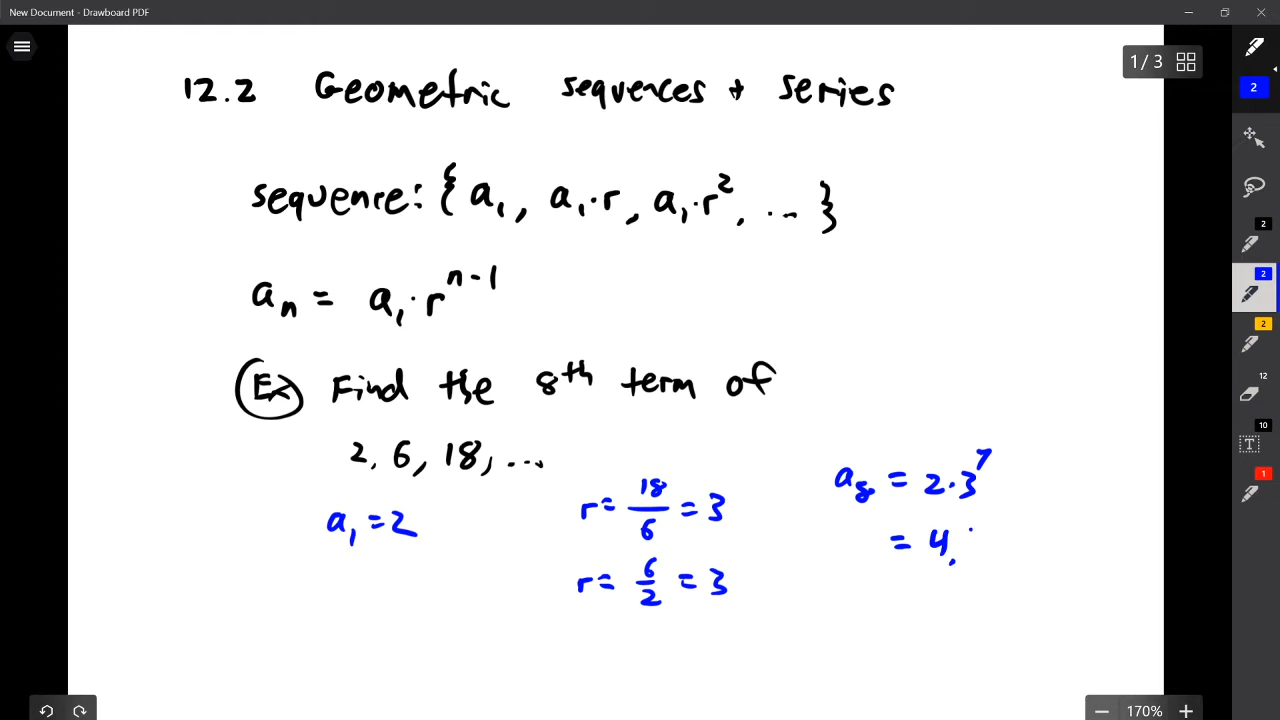 New Document - Drawboard PDF
1 / 3
12.2 Geometric sequences + series
sequence: { a₁, a₁·r, a₁·r², ... }
aₙ = a₁·rⁿ⁻¹
Ex Find the 8th term of
2, 6, 18, ...
a₁ = 2
r = 18/6 = 3
r = 6/2 = 3
a₈ = 2·3⁷
= 4,
2
2
2
2
12
10
T
1
170%